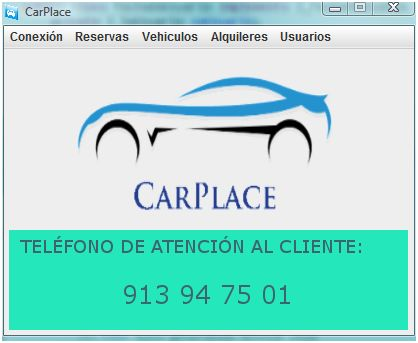 CarPlace
Conexión Reservas Vehiculos Alquileres Usuarios
CARPLACE
TELÉFONO DE ATENCIÓN AL CLIENTE:
913 94 75 01